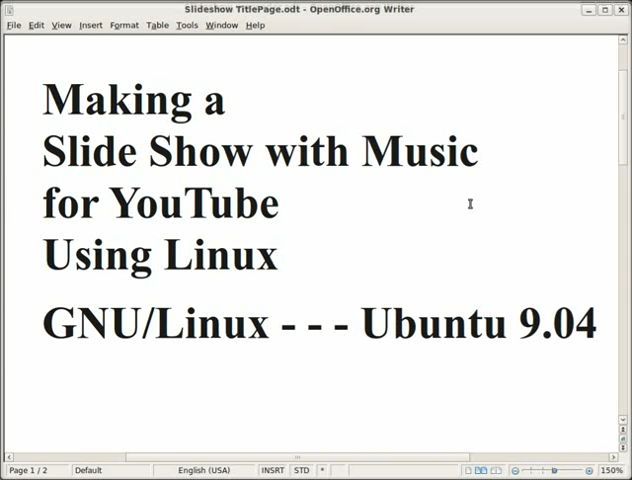 Slideshow TitlePage.odt - OpenOffice.org Writer
File Edit View Insert Format Table Tools Window Help
Making a
Slide Show with Music
for YouTube
Using Linux
GNU/Linux - - - Ubuntu 9.04
Page 1 / 2 Default English (USA) INSRT STD * 150%